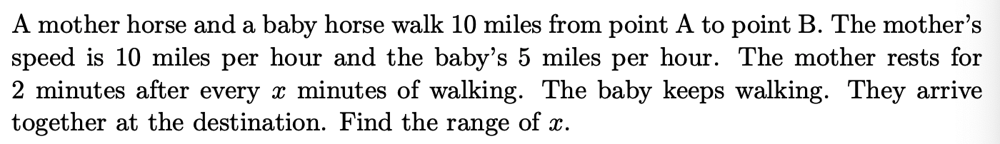 A mother horse and a baby horse walk 10 miles from point A to point B. The mother’s
speed is 10 miles per hour and the baby’s 5 miles per hour. The mother rests for
2 minutes after every x minutes of walking. The baby keeps walking. They arrive
together at the destination. Find the range of x.